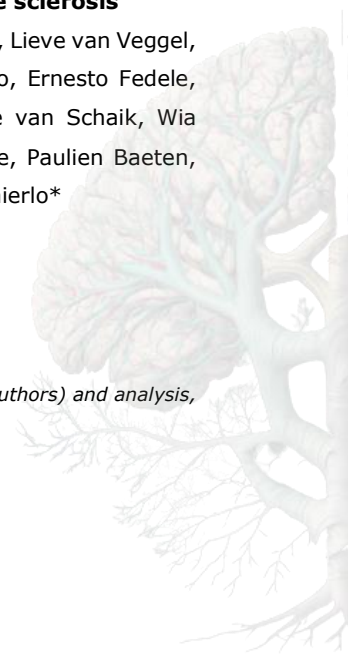 e sclerosis
, Lieve van Veggel,
o, Ernesto Fedele,
e van Schaik, Wia
e, Paulien Baeten,
ierlo*
uthors) and analysis,